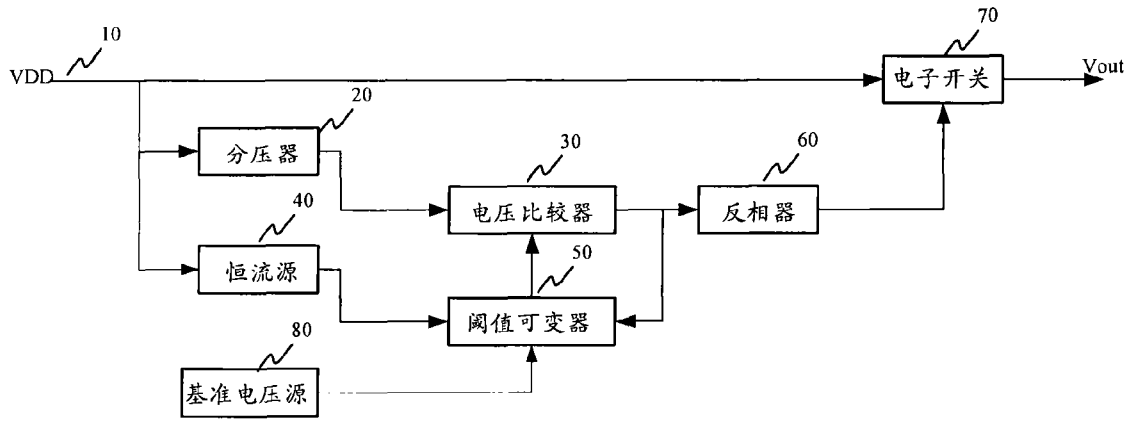 10
70
VDD
电子开关
Vout
20
分压器
30
60
电压比较器
反相器
40
恒流源
50
阈值可变器
80
基准电压源